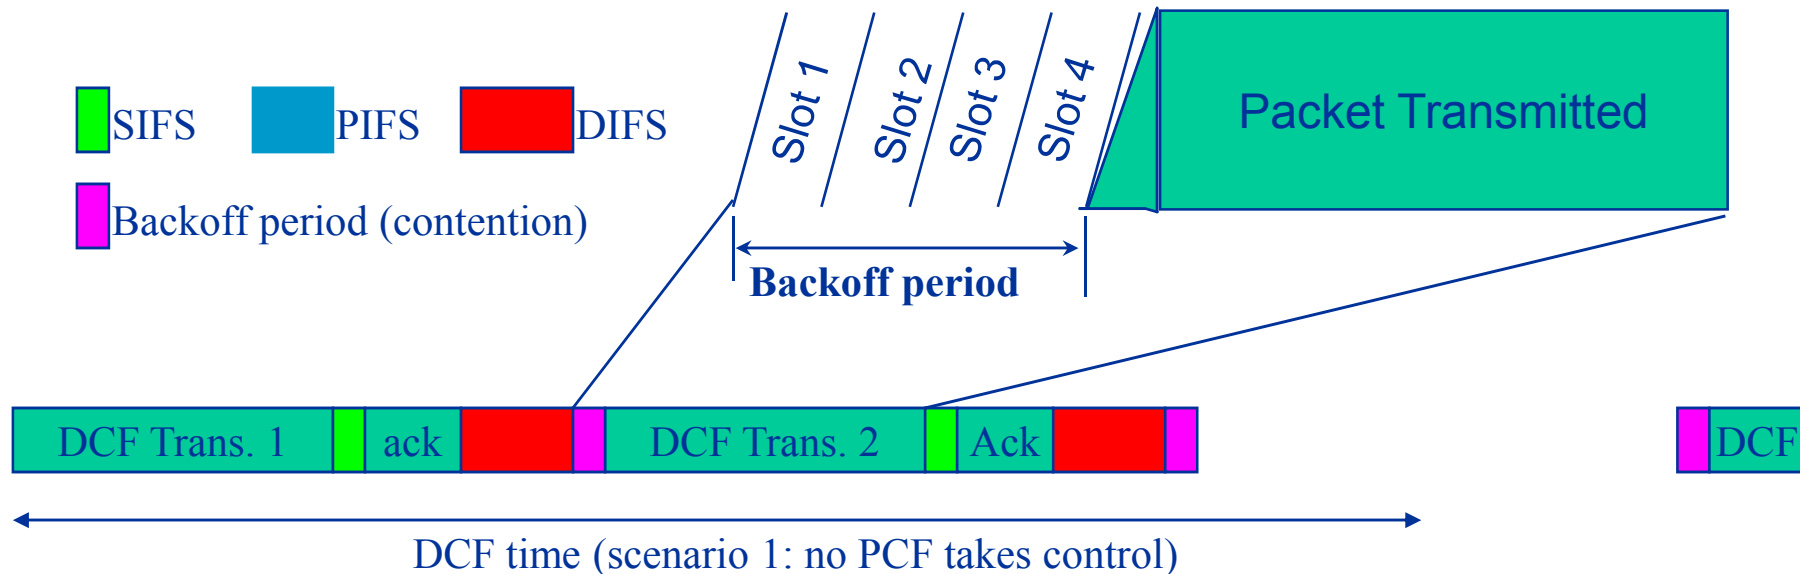 SIFS PIFS DIFS
Backoff period (contention)
Slot 1
Slot 2
Slot 3
Slot 4
Packet Transmitted
Backoff period
DCF Trans. 1 ack DCF Trans. 2 Ack DCF
DCF time (scenario 1: no PCF takes control)